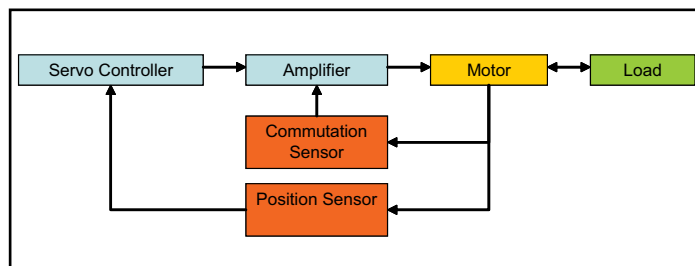 Servo Controller
Amplifier
Motor
Load
Commutation
Sensor
Position Sensor